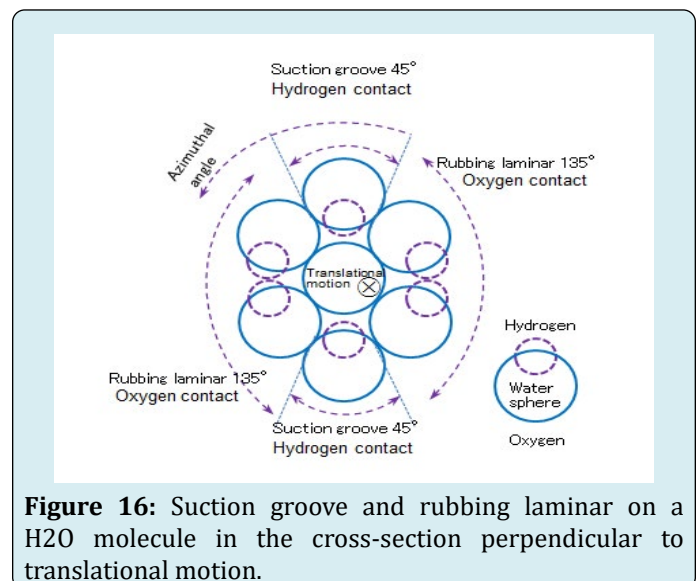 Suction groove 45°
Hydrogen contact
Azimuthal
angle
Rubbing laminar 135°
Oxygen contact
Translational
motion
Hydrogen
Water
sphere
Oxygen
Rubbing laminar 135°
Oxygen contact
Suction groove 45°
Hydrogen contact
Figure 16: Suction groove and rubbing laminar on a
H2O molecule in the cross-section perpendicular to
translational motion.